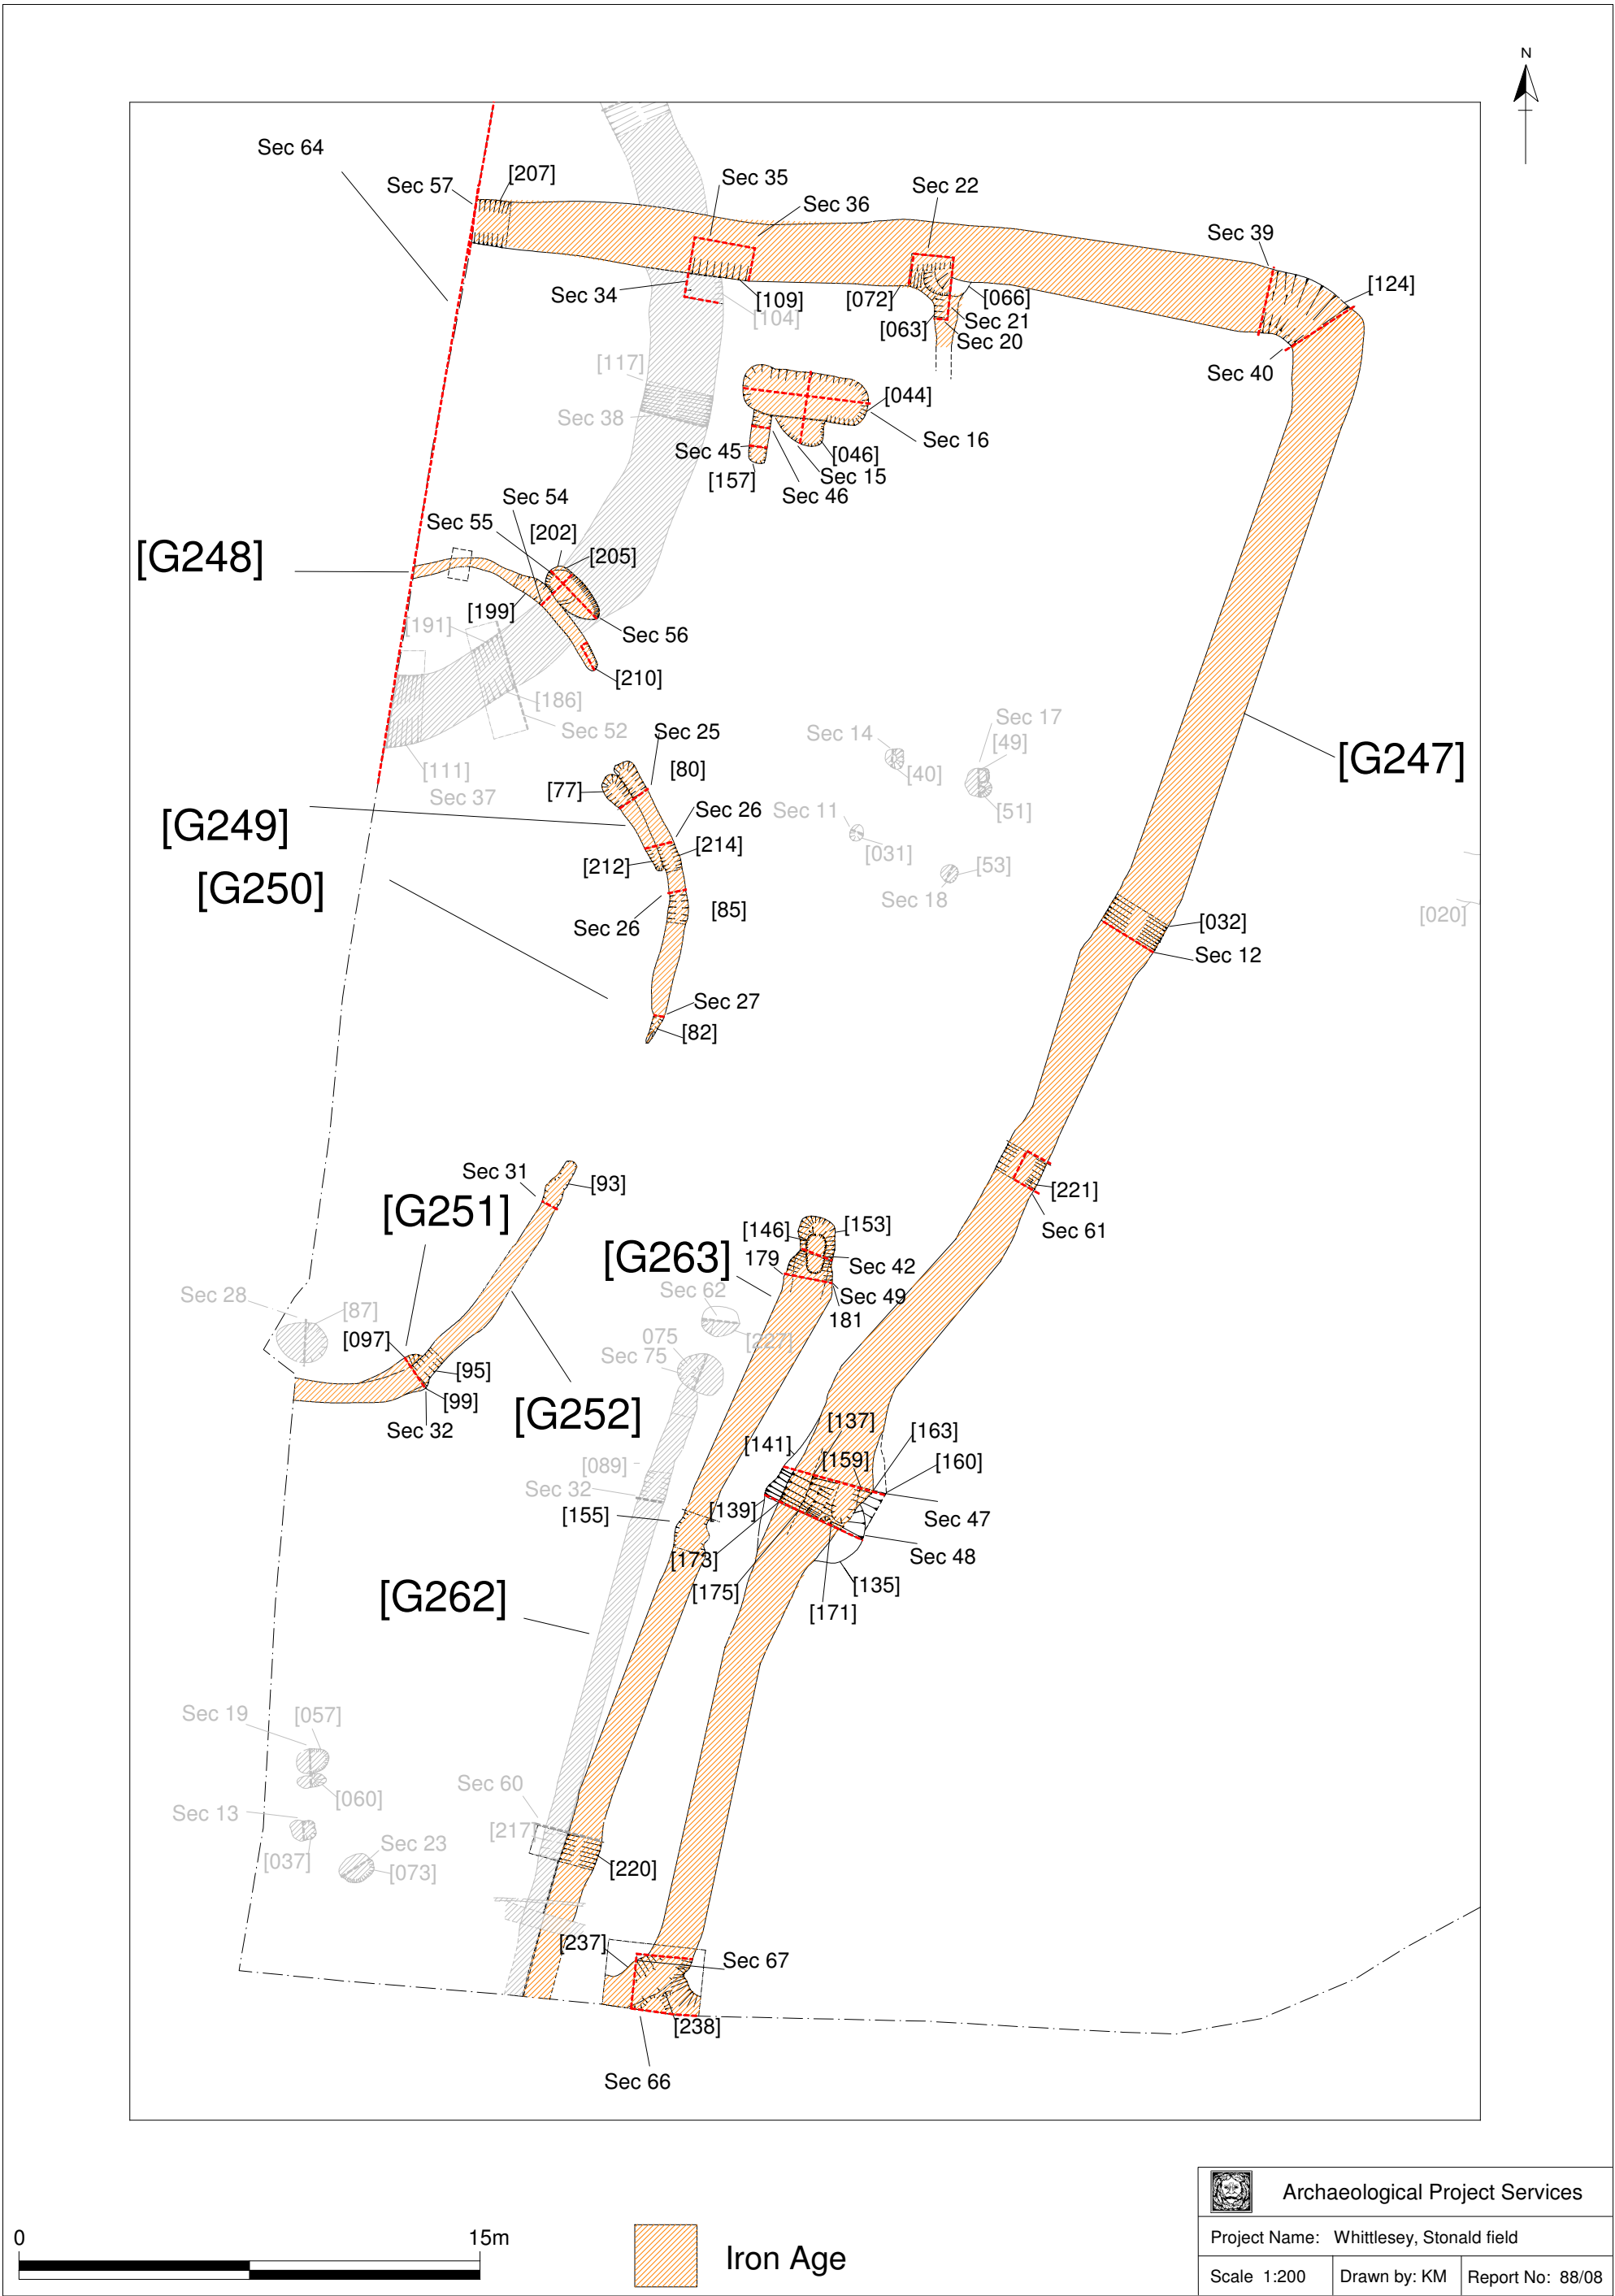 N
Sec 64
Sec 57
[207]
Sec 35
Sec 36
Sec 22
Sec 39
[124]
Sec 34
[109]
[104]
[072]
[066]
[063]
Sec 21
Sec 20
Sec 40
[117]
Sec 38
[044]
Sec 16
Sec 45
[046]
Sec 15
[157]
Sec 46
Sec 54
Sec 55
[202]
[205]
[G248]
[199]
[191]
Sec 56
[210]
[186]
Sec 52
[111]
Sec 37
Sec 25
[80]
[77]
Sec 26
[G249]
[214]
[212]
[G250]
[85]
Sec 26
Sec 27
[82]
Sec 14
[40]
Sec 17
[49]
[51]
Sec 11
[031]
[53]
Sec 18
[G247]
[020]
[032]
Sec 12
[221]
Sec 61
Sec 31
[93]
[G251]
[G263]
[146]
[153]
179
Sec 42
Sec 49
181
Sec 28
[87]
[097]
[95]
[99]
Sec 32
[G252]
Sec 62
[227]
075
Sec 75
[137]
[141]
[159]
[163]
[160]
[089]
Sec 32
[155]
[139]
Sec 47
Sec 48
[173]
[175]
[135]
[171]
[G262]
Sec 19
[057]
[060]
Sec 13
[037]
Sec 23
[073]
Sec 60
[217]
[220]
[237]
Sec 67
[238]
Sec 66
0
15m
Iron Age
Archaeological Project Services
Project Name: Whittlesey, Stonald field
Scale 1:200
Drawn by: KM
Report No: 88/08